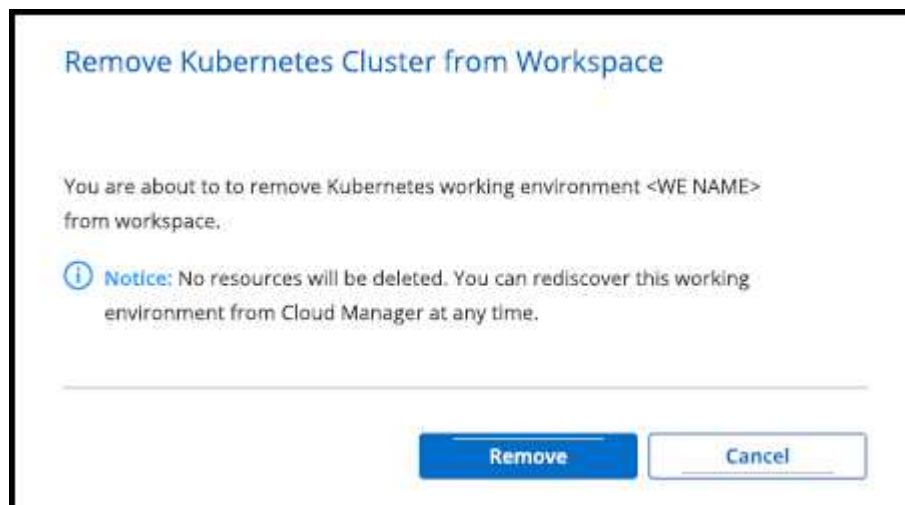 Remove Kubernetes Cluster from Workspace
You are about to to remove Kubernetes working environment <WE NAME>
from workspace.
Notice: No resources will be deleted. You can rediscover this working
environment from Cloud Manager at any time.
Remove
Cancel